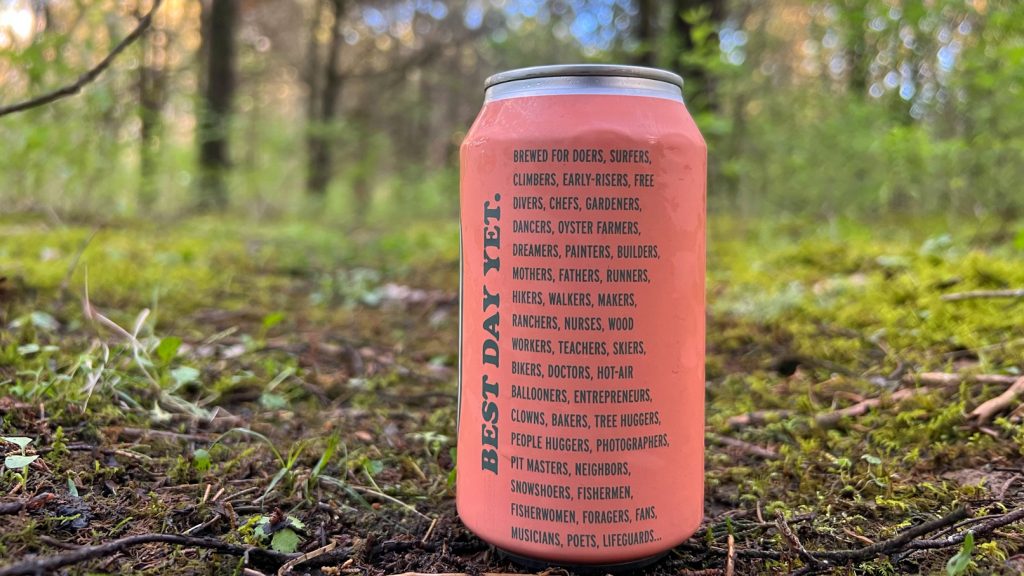 BEST DAY YET.
BREWED FOR DOERS, SURFERS,
CLIMBERS, EARLY-RISERS, FREE
DIVERS, CHEFS, GARDENERS,
DANCERS, OYSTER FARMERS,
DREAMERS, PAINTERS, BUILDERS,
MOTHERS, FATHERS, RUNNERS,
HIKERS, WALKERS, MAKERS,
RANCHERS, NURSES, WOOD
WORKERS, TEACHERS, SKIERS,
BIKERS, DOCTORS, HOT-AIR
BALLOONERS, ENTREPRENEURS,
CLOWNS, BAKERS, TREE HUGGERS,
PEOPLE HUGGERS, PHOTOGRAPHERS,
PIT MASTERS, NEIGHBORS,
SNOWSHOERS, FISHERMEN,
FISHERWOMEN, FORAGERS, FANS,
MUSICIANS, POETS, LIFEGUARDS...